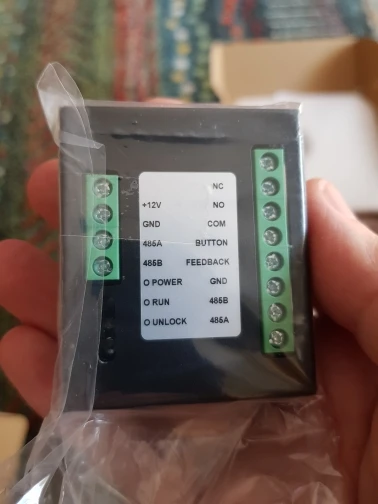 NC
+12V NO
GND COM
485A BUTTON
485B FEEDBACK
O POWER GND
O RUN 485B
O UNLOCK 485A